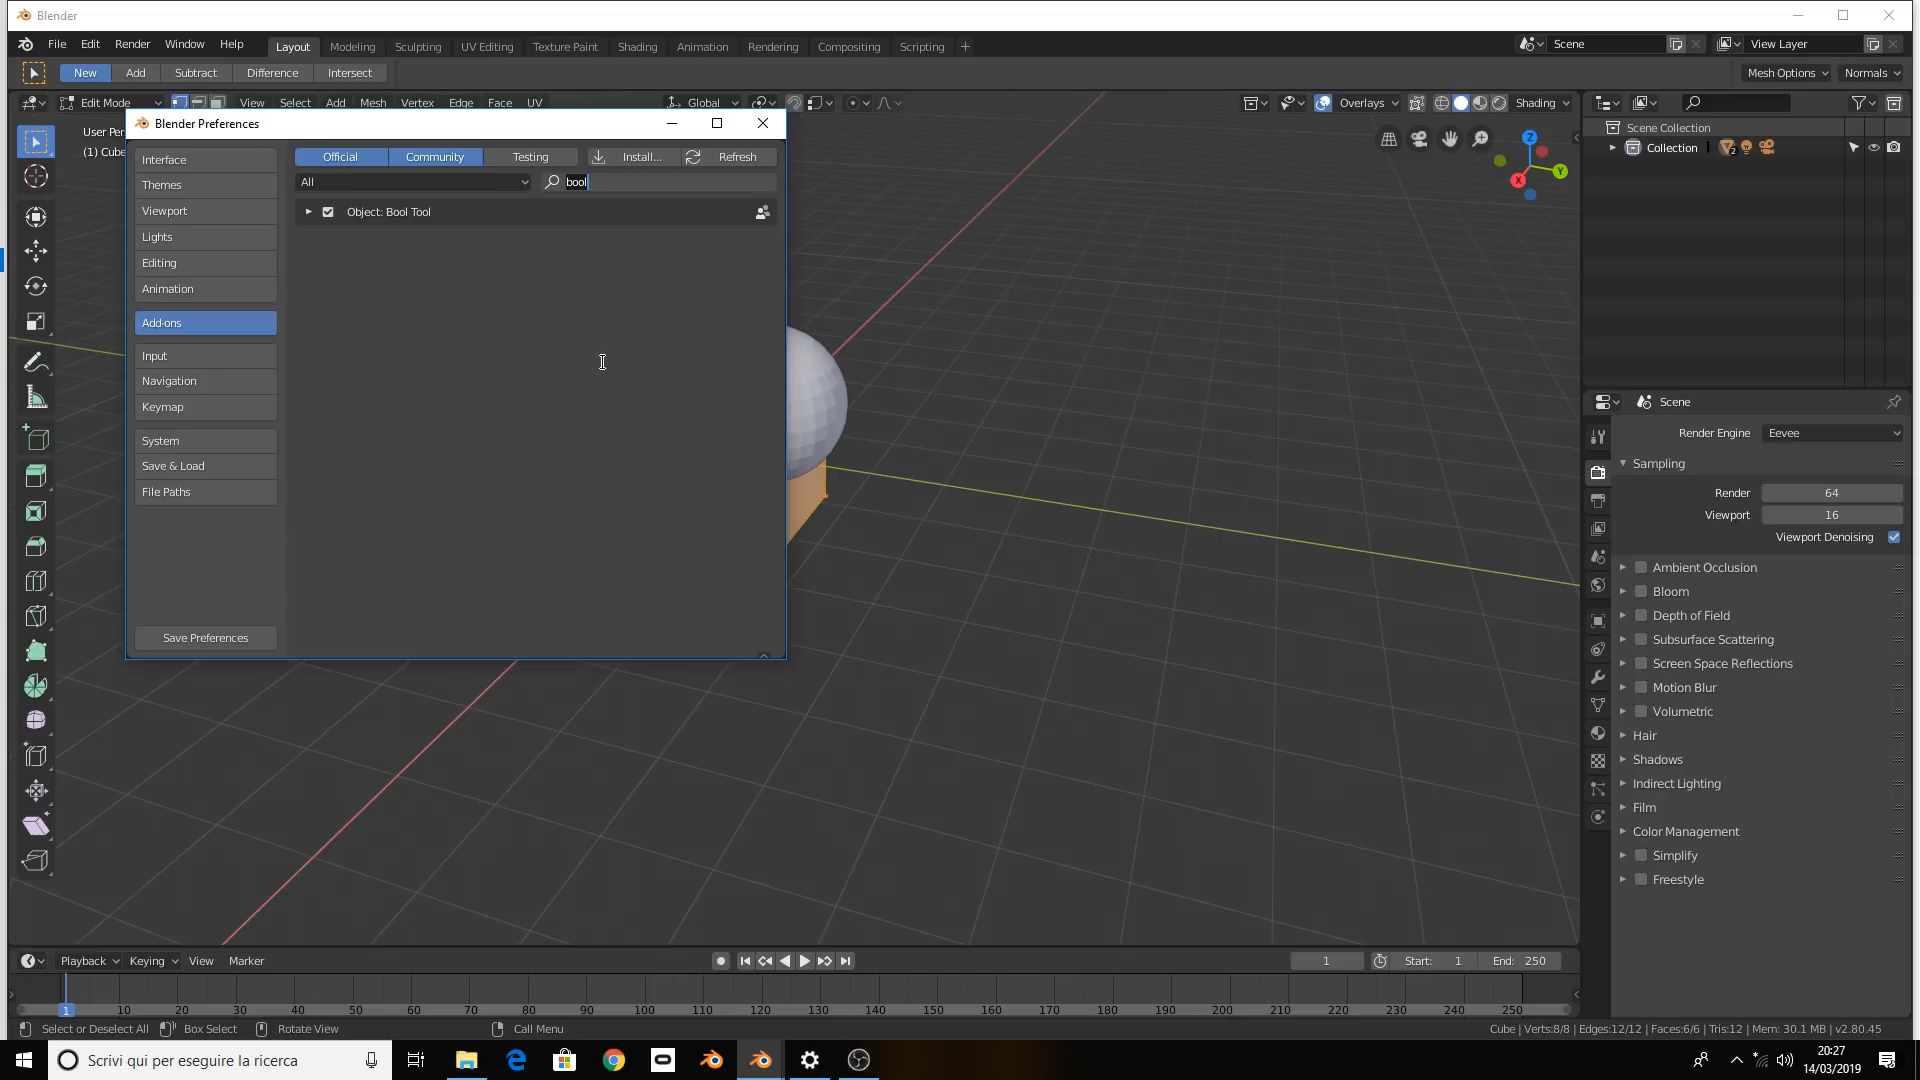 Blender
File Edit Render Window Help Layout Modeling Sculpting UV Editing Texture Paint Shading Animation Rendering Compositing Scripting + Scene View Layer
New Add Subtract Difference Intersect Mesh Options Normals
Edit Mode View Select Add Mesh Vertex Edge Face UV Global Overlays Shading
User Per
(1) Cube
Blender Preferences
Interface
Themes
Viewport
Lights
Editing
Animation
Add-ons
Input
Navigation
Keymap
System
Save & Load
File Paths
Save Preferences
Official Community Testing Install... Refresh
All bool
Object: Bool Tool
Z
Y
X
Scene Collection
Collection 2
Scene
Render Engine Eevee
Sampling
Render 64
Viewport 16
Viewport Denoising
Ambient Occlusion
Bloom
Depth of Field
Subsurface Scattering
Screen Space Reflections
Motion Blur
Volumetric
Hair
Shadows
Indirect Lighting
Film
Color Management
Simplify
Freestyle
Playback Keying View Marker 1 Start: 1 End: 250
1 10 20 30 40 50 60 70 80 90 100 110 120 130 140 150 160 170 180 190 200 210 220 230 240 250
Select or Deselect All Box Select Rotate View Call Menu Cube | Verts:8/8 | Edges:12/12 | Faces:6/6 | Tris:12 | Mem: 30.1 MB | v2.80.45
Scrivi qui per eseguire la ricerca
20:27
14/03/2019